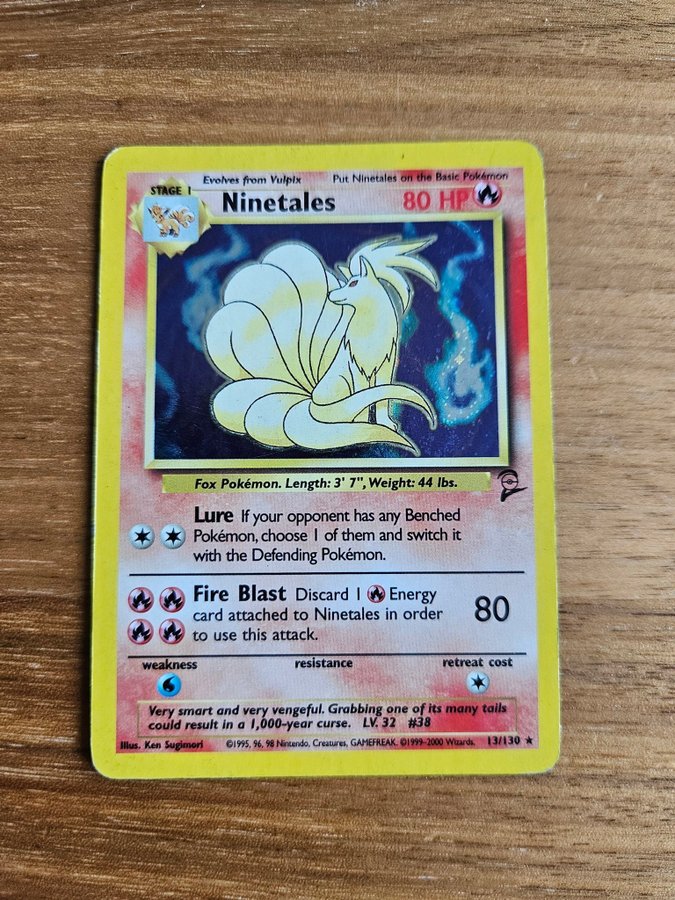 Evolves from Vulpix Put Ninetales on the Basic Pokémon
STAGE 1
Ninetales 80 HP
Fox Pokémon. Length: 3' 7", Weight: 44 lbs.
Lure If your opponent has any Benched
Pokémon, choose 1 of them and switch it
with the Defending Pokémon.
Fire Blast Discard 1 Energy
card attached to Ninetales in order
to use this attack.
80
weakness resistance retreat cost
Very smart and very vengeful. Grabbing one of its many tails
could result in a 1,000-year curse. LV. 32 #38
Illus. Ken Sugimori ©1995, 96, 98 Nintendo, Creatures, GAMEFREAK. ©1999-2000 Wizards. 13/130 ★